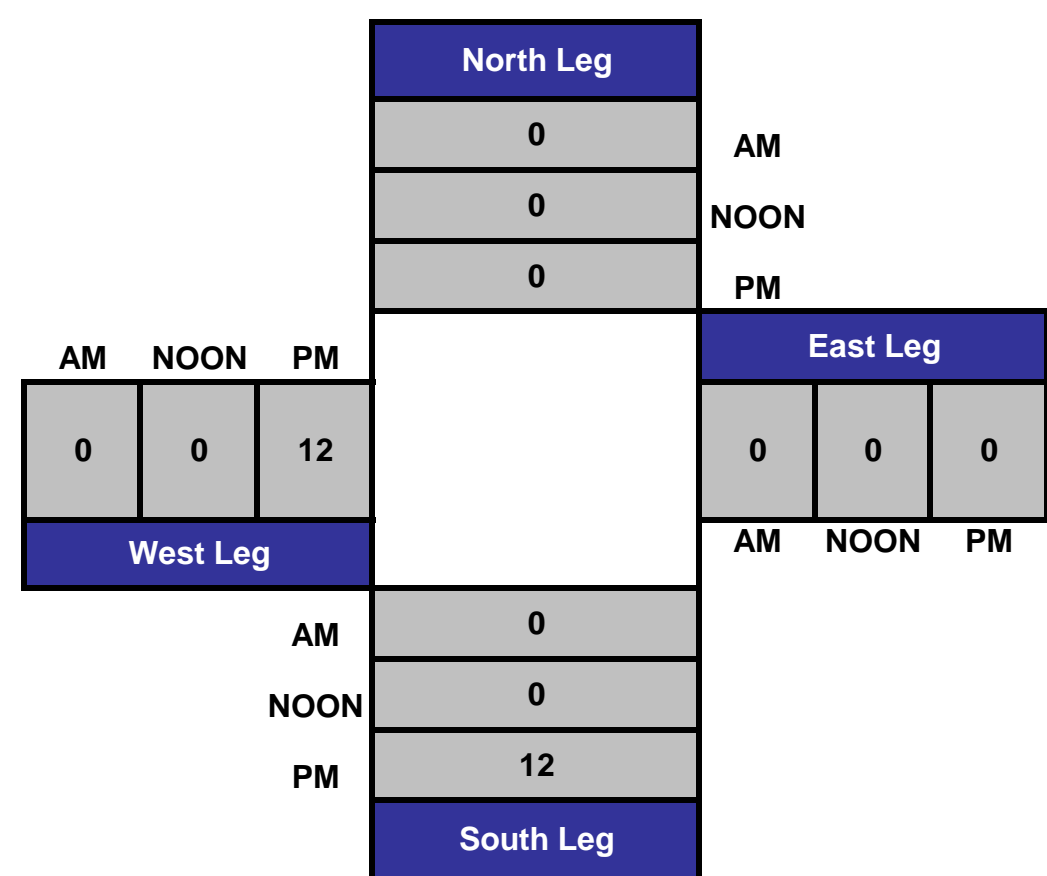 North Leg
0 AM
0 NOON
0 PM
East Leg
AM NOON PM
0 0 12
0 0 0
West Leg
AM NOON PM
AM 0
NOON 0
PM 12
South Leg